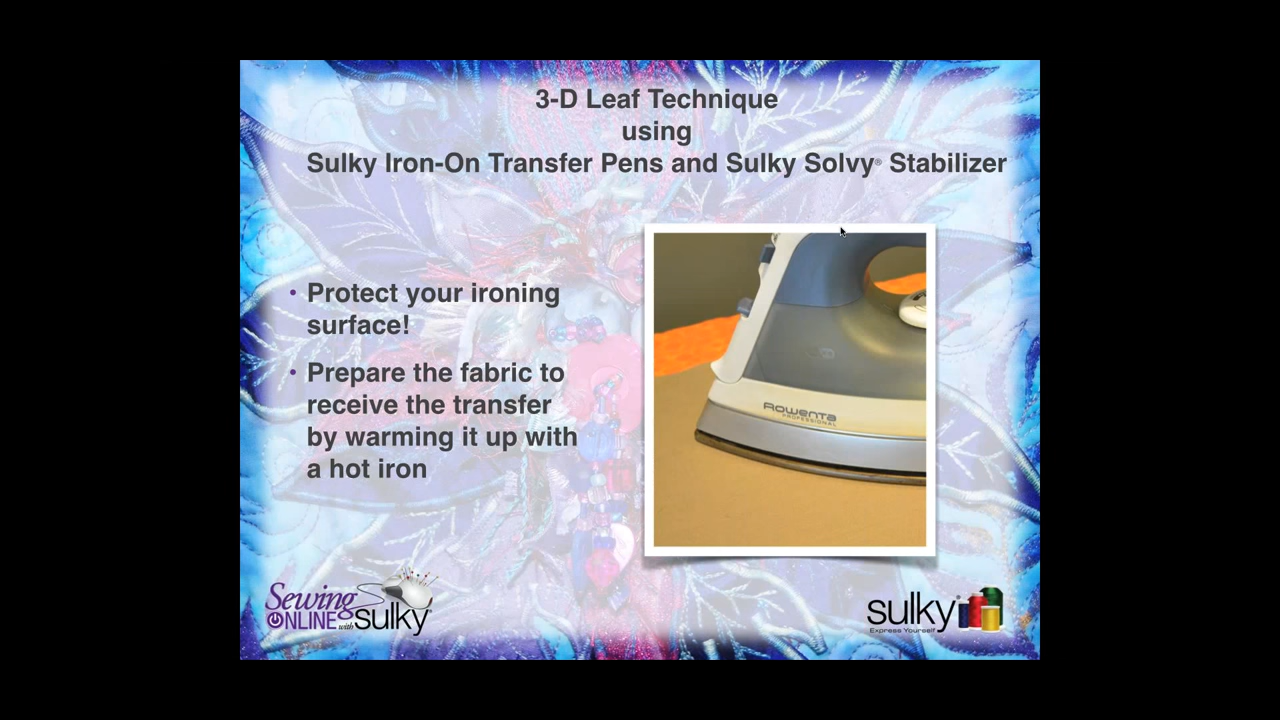 3-D Leaf Technique
using
Sulky Iron-On Transfer Pens and Sulky Solvy® Stabilizer
• Protect your ironing
surface!
• Prepare the fabric to
receive the transfer
by warming it up with
a hot iron
Rowenta
PROFESSIONAL
Sewing
ONLINE with sulky
sulky®
Express Yourself